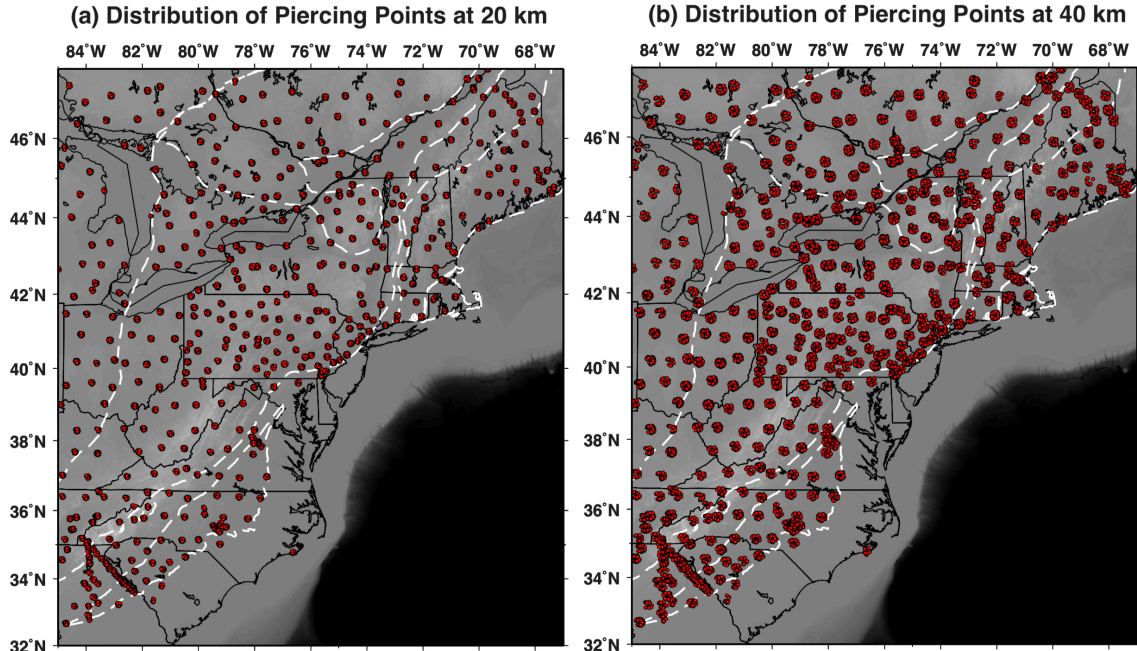 (a) Distribution of Piercing Points at 20 km
84°W 82°W 80°W 78°W 76°W 74°W 72°W 70°W 68°W
46°N
44°N
42°N
40°N
38°N
36°N
34°N
32°N
(b) Distribution of Piercing Points at 40 km
84°W 82°W 80°W 78°W 76°W 74°W 72°W 70°W 68°W
46°N
44°N
42°N
40°N
38°N
36°N
34°N
32°N